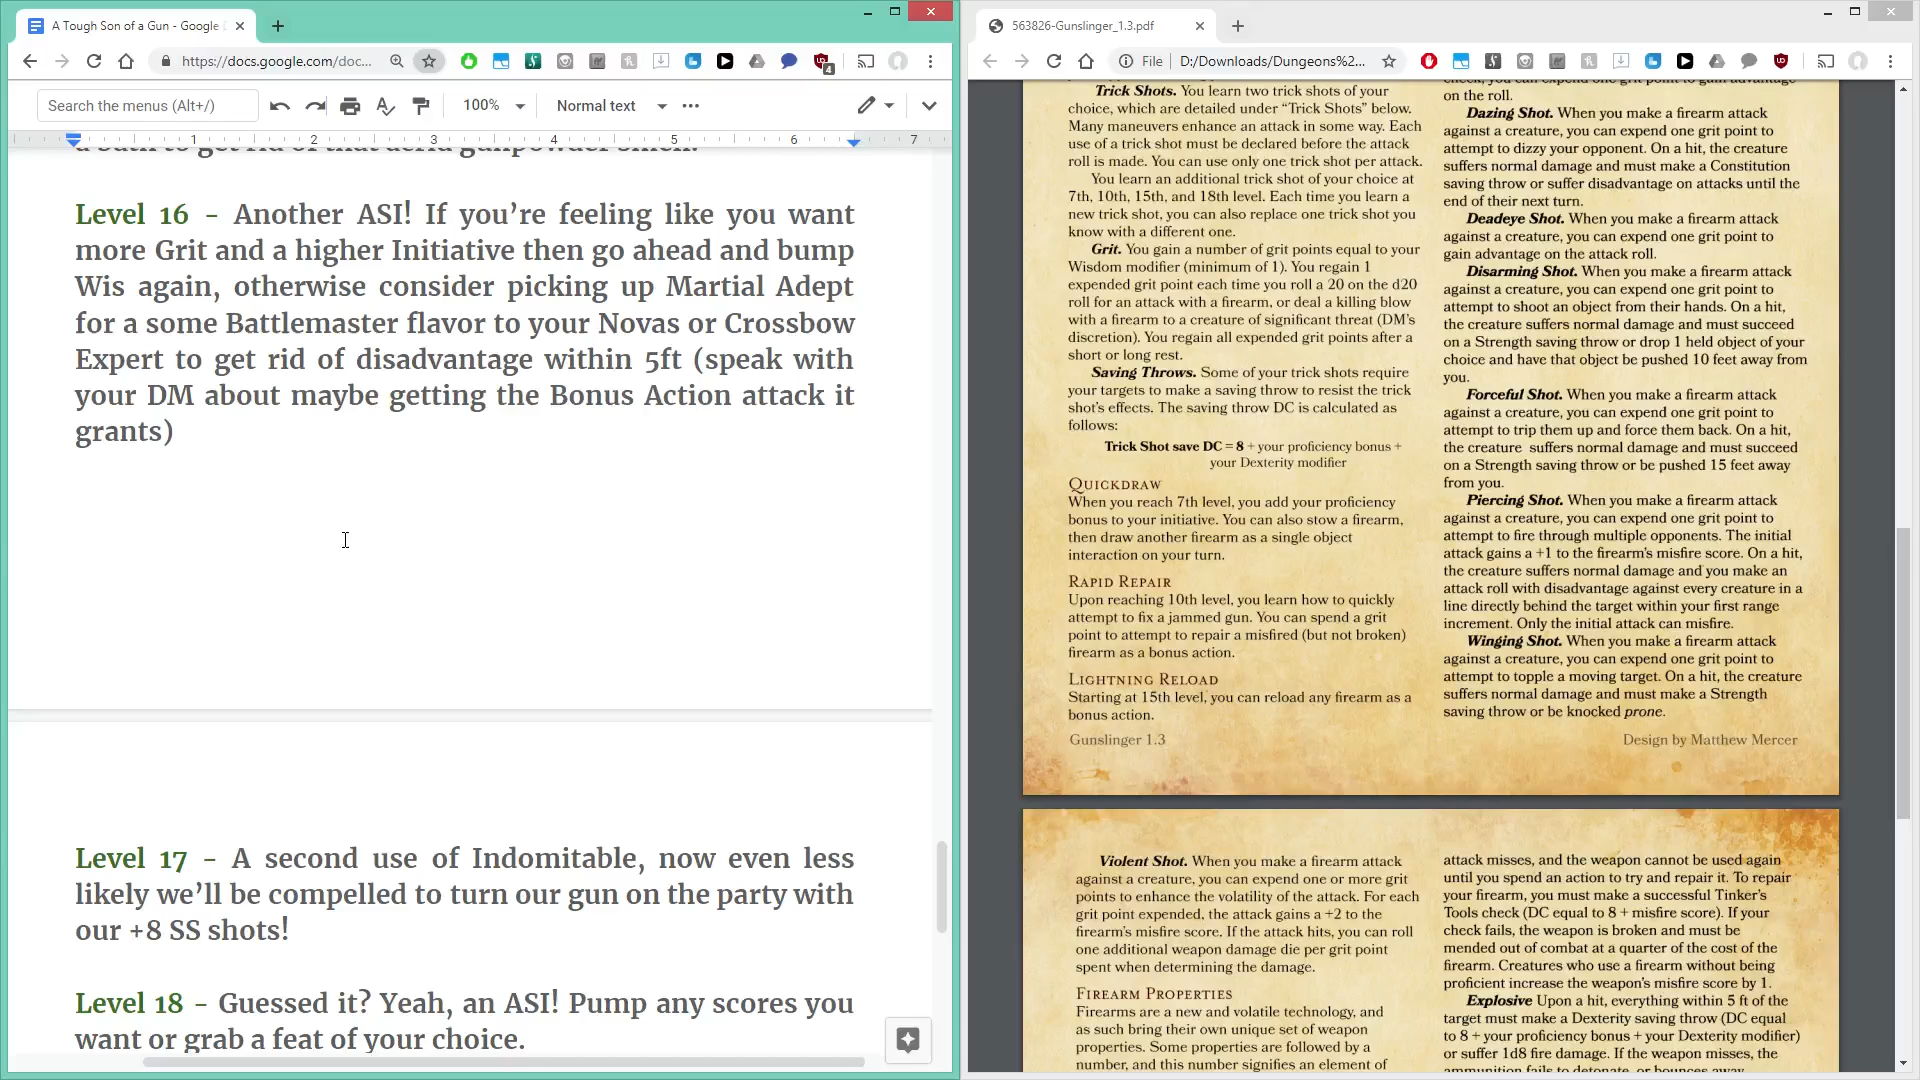 A Tough Son of a Gun - Google
563826-Gunslinger_1.3.pdf
https://docs.google.com/doc...
4
File
D:/Downloads/Dungeons%2...
Search the menus (Alt+/)
100%
Normal text
1 2 3 4 5 6 7
a bath to get rid of that
Level 16 - Another ASI! If you’re feeling like you want
more Grit and a higher Initiative then go ahead and bump
Wis again, otherwise consider picking up Martial Adept
for a some Battlemaster flavor to your Novas or Crossbow
Expert to get rid of disadvantage within 5ft (speak with
your DM about maybe getting the Bonus Action attack it
grants)
Level 17 - A second use of Indomitable, now even less
likely we’ll be compelled to turn our gun on the party with
our +8 SS shots!
Level 18 - Guessed it? Yeah, an ASI! Pump any scores you
want or grab a feat of your choice.
Trick Shots. You learn two trick shots of your
choice, which are detailed under “Trick Shots” below.
Many maneuvers enhance an attack in some way. Each
use of a trick shot must be declared before the attack
roll is made. You can use only one trick shot per attack.
You learn an additional trick shot of your choice at
7th, 10th, 15th, and 18th level. Each time you learn a
new trick shot, you can also replace one trick shot you
know with a different one.
Grit. You gain a number of grit points equal to your
Wisdom modifier (minimum of 1). You regain 1
expended grit point each time you roll a 20 on the d20
roll for an attack with a firearm, or deal a killing blow
with a firearm to a creature of significant threat (DM’s
discretion). You regain all expended grit points after a
short or long rest.
Saving Throws. Some of your trick shots require
your targets to make a saving throw to resist the trick
shot’s effects. The saving throw DC is calculated as
follows:
Trick Shot save DC = 8 + your proficiency bonus +
your Dexterity modifier
QUICKDRAW
When you reach 7th level, you add your proficiency
bonus to your initiative. You can also stow a firearm,
then draw another firearm as a single object
interaction on your turn.
RAPID REPAIR
Upon reaching 10th level, you learn how to quickly
attempt to fix a jammed gun. You can spend a grit
point to attempt to repair a misfired (but not broken)
firearm as a bonus action.
LIGHTNING RELOAD
Starting at 15th level, you can reload any firearm as a
bonus action.
Gunslinger 1.3
check, you can expend one grit point to gain advantage
on the roll.
Dazing Shot. When you make a firearm attack
against a creature, you can expend one grit point to
attempt to dizzy your opponent. On a hit, the creature
suffers normal damage and must make a Constitution
saving throw or suffer disadvantage on attacks until the
end of their next turn.
Deadeye Shot. When you make a firearm attack
against a creature, you can expend one grit point to
gain advantage on the attack roll.
Disarming Shot. When you make a firearm attack
against a creature, you can expend one grit point to
attempt to shoot an object from their hands. On a hit,
the creature suffers normal damage and must succeed
on a Strength saving throw or drop 1 held object of your
choice and have that object be pushed 10 feet away from
you.
Forceful Shot. When you make a firearm attack
against a creature, you can expend one grit point to
attempt to trip them up and force them back. On a hit,
the creature suffers normal damage and must succeed
on a Strength saving throw or be pushed 15 feet away
from you.
Piercing Shot. When you make a firearm attack
against a creature, you can expend one grit point to
attempt to fire through multiple opponents. The initial
attack gains a +1 to the firearm’s misfire score. On a hit,
the creature suffers normal damage and you make an
attack roll with disadvantage against every creature in a
line directly behind the target within your first range
increment. Only the initial attack can misfire.
Winging Shot. When you make a firearm attack
against a creature, you can expend one grit point to
attempt to topple a moving target. On a hit, the creature
suffers normal damage and must make a Strength
saving throw or be knocked prone.
Design by Matthew Mercer
Violent Shot. When you make a firearm attack
against a creature, you can expend one or more grit
points to enhance the volatility of the attack. For each
grit point expended, the attack gains a +2 to the
firearm’s misfire score. If the attack hits, you can roll
one additional weapon damage die per grit point
spent when determining the damage.
FIREARM PROPERTIES
Firearms are a new and volatile technology, and
as such bring their own unique set of weapon
properties. Some properties are followed by a
number, and this number signifies an element of
attack misses, and the weapon cannot be used again
until you spend an action to try and repair it. To repair
your firearm, you must make a successful Tinker’s
Tools check (DC equal to 8 + misfire score). If your
check fails, the weapon is broken and must be
mended out of combat at a quarter of the cost of the
firearm. Creatures who use a firearm without being
proficient increase the weapon’s misfire score by 1.
Explosive Upon a hit, everything within 5 ft of the
target must make a Dexterity saving throw (DC equal
to 8 + your proficiency bonus + your Dexterity modifier)
or suffer 1d8 fire damage. If the weapon misses, the
ammunition fails to detonate, or bounces away